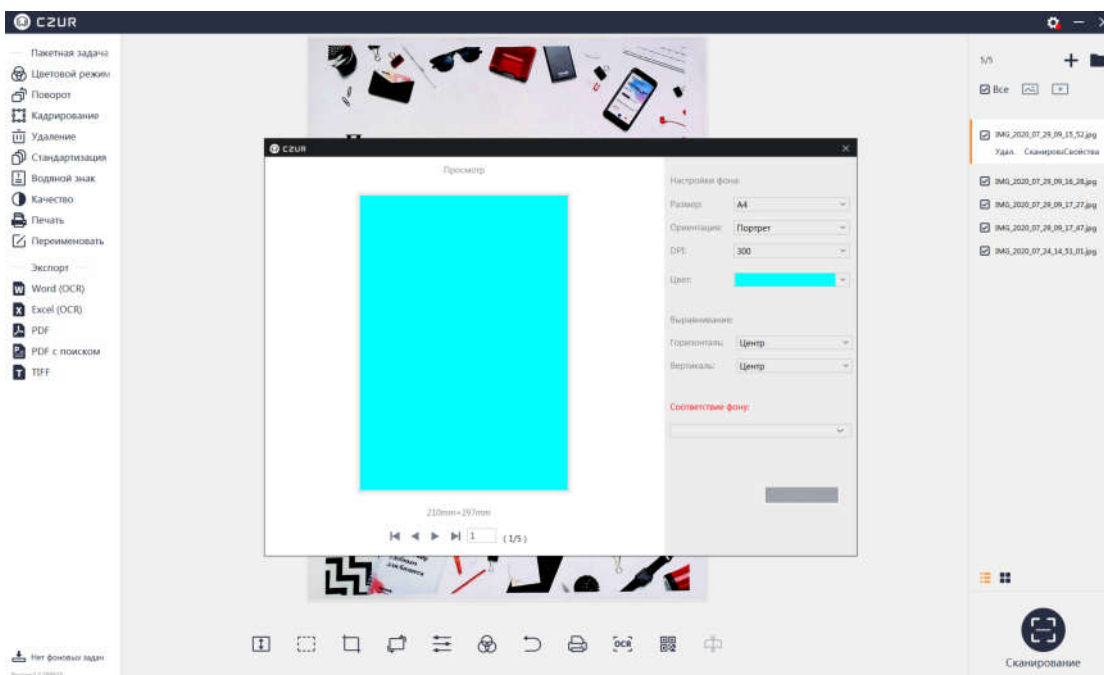 CZUR
Пакетная задача
Цветовой режим
Поворот
Кадрирование
Удаление
Стандартизация
Водяной знак
Качество
Печать
Переименовать
Экспорт
Word (OCR)
Excel (OCR)
PDF
PDF с поиском
TIFF
Нет фоновых задач
CZUR
Просмотр
210mm×297mm
1
(1/5)
Настройки фона:
Размер:
A4
Ориентация:
Портрет
DPI:
300
Цвет:
Выравнивание:
Горизонталь:
Центр
Вертикаль:
Центр
Соответствие фону:
OCR
5/5
Все
IMG_2020_07_29_09_15_52.jpg
Удал. СканироваСвойства
IMG_2020_07_29_09_16_28.jpg
IMG_2020_07_29_09_17_27.jpg
IMG_2020_07_29_09_17_47.jpg
IMG_2020_07_24_14_51_01.jpg
Сканирование